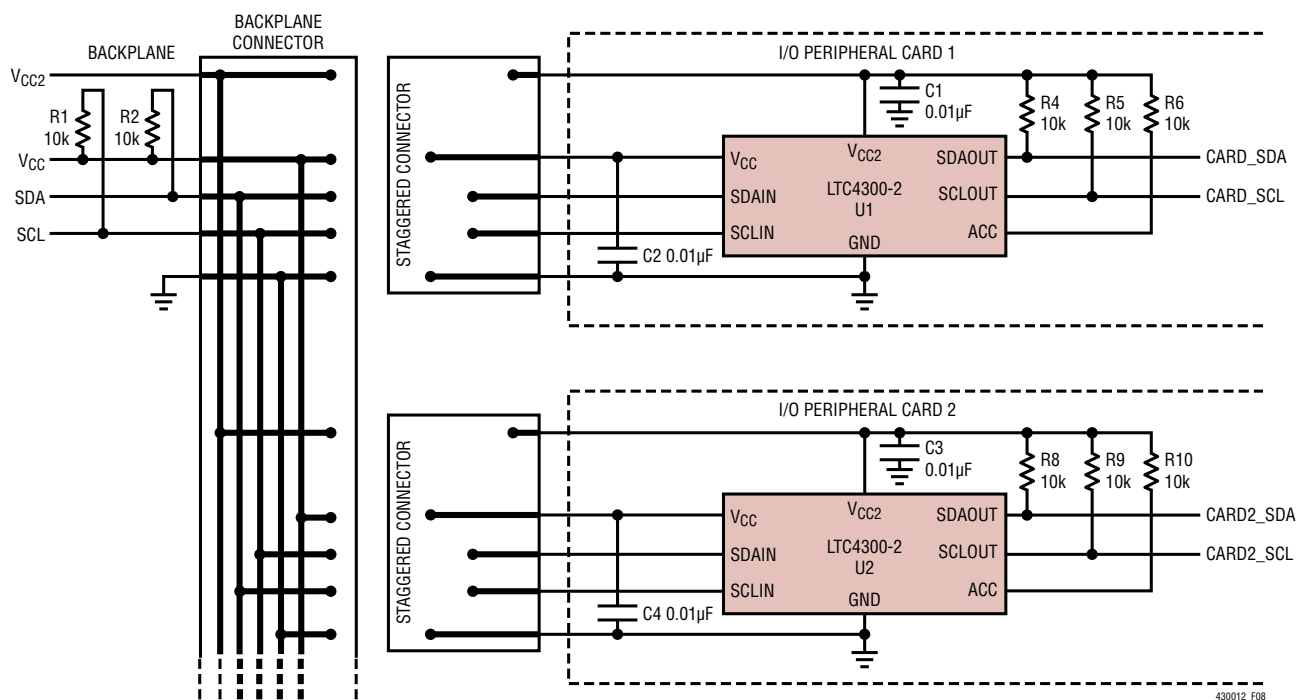 BACKPLANE
CONNECTOR
BACKPLANE
VCC2
R1
10k
R2
10k
VCC
SDA
SCL
STAGGERED CONNECTOR
I/O PERIPHERAL CARD 1
C1
0.01µF
R4
10k
R5
10k
R6
10k
VCC
VCC2
SDAOUT
CARD_SDA
SDAIN
LTC4300-2
U1
SCLOUT
CARD_SCL
SCLIN
GND
ACC
C2 0.01µF
STAGGERED CONNECTOR
I/O PERIPHERAL CARD 2
C3
0.01µF
R8
10k
R9
10k
R10
10k
VCC
VCC2
SDAOUT
CARD2_SDA
SDAIN
LTC4300-2
U2
SCLOUT
CARD2_SCL
SCLIN
GND
ACC
C4 0.01µF
430012 F08